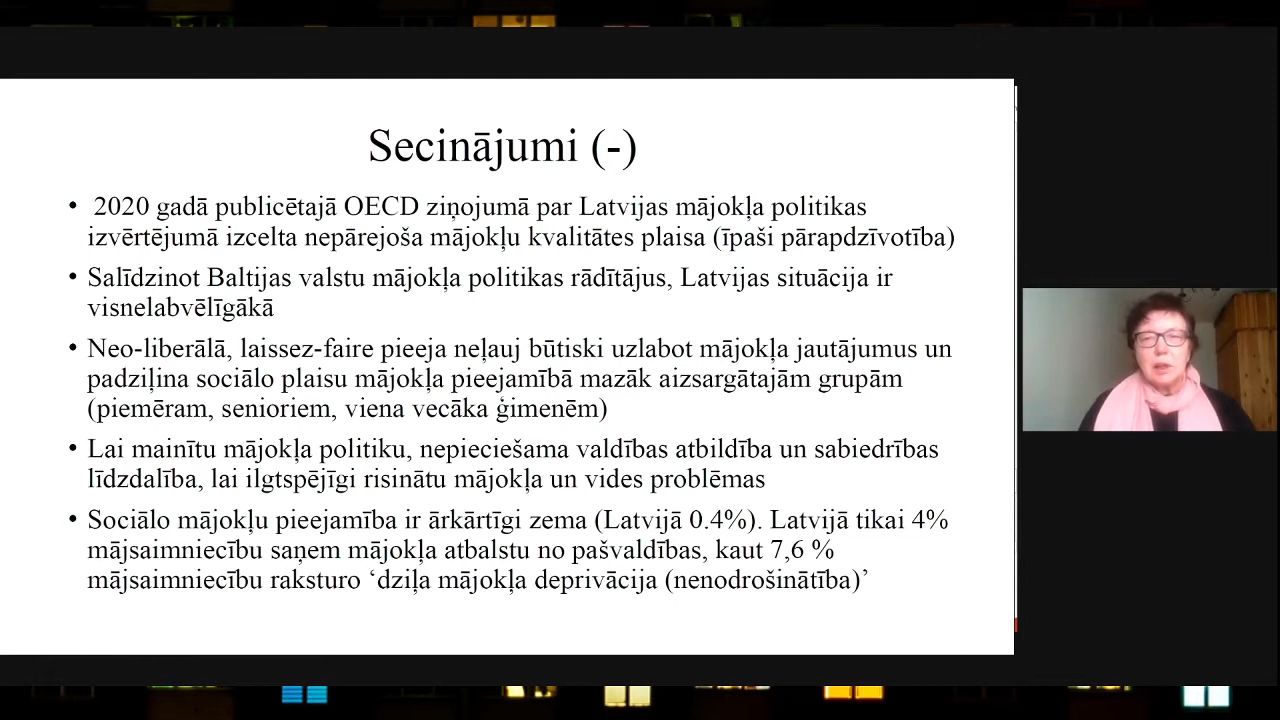 Secinājumi (-)
• 2020 gadā publicētajā OECD ziņojumā par Latvijas mājokļa politikas
izvērtējumā izcelta nepārejoša mājokļu kvalitātes plaisa (īpaši pārapdzīvotība)
• Salīdzinot Baltijas valstu mājokļa politikas rādītājus, Latvijas situācija ir
visnelabvēlīgākā
• Neo-liberālā, laissez-faire pieeja neļauj būtiski uzlabot mājokļa jautājumus un
padziļina sociālo plaisu mājokļa pieejamībā mazāk aizsargātajām grupām
(piemēram, senioriem, viena vecāka ģimenēm)
• Lai mainītu mājokļa politiku, nepieciešama valdības atbildība un sabiedrības
līdzdalība, lai ilgtspējīgi risinātu mājokļa un vides problēmas
• Sociālo mājokļu pieejamība ir ārkārtīgi zema (Latvijā 0.4%). Latvijā tikai 4%
mājsaimniecību saņem mājokļa atbalstu no pašvaldības, kaut 7,6 %
mājsaimniecību raksturo ‘dziļa mājokļa deprivācija (nenodrošinātība)’